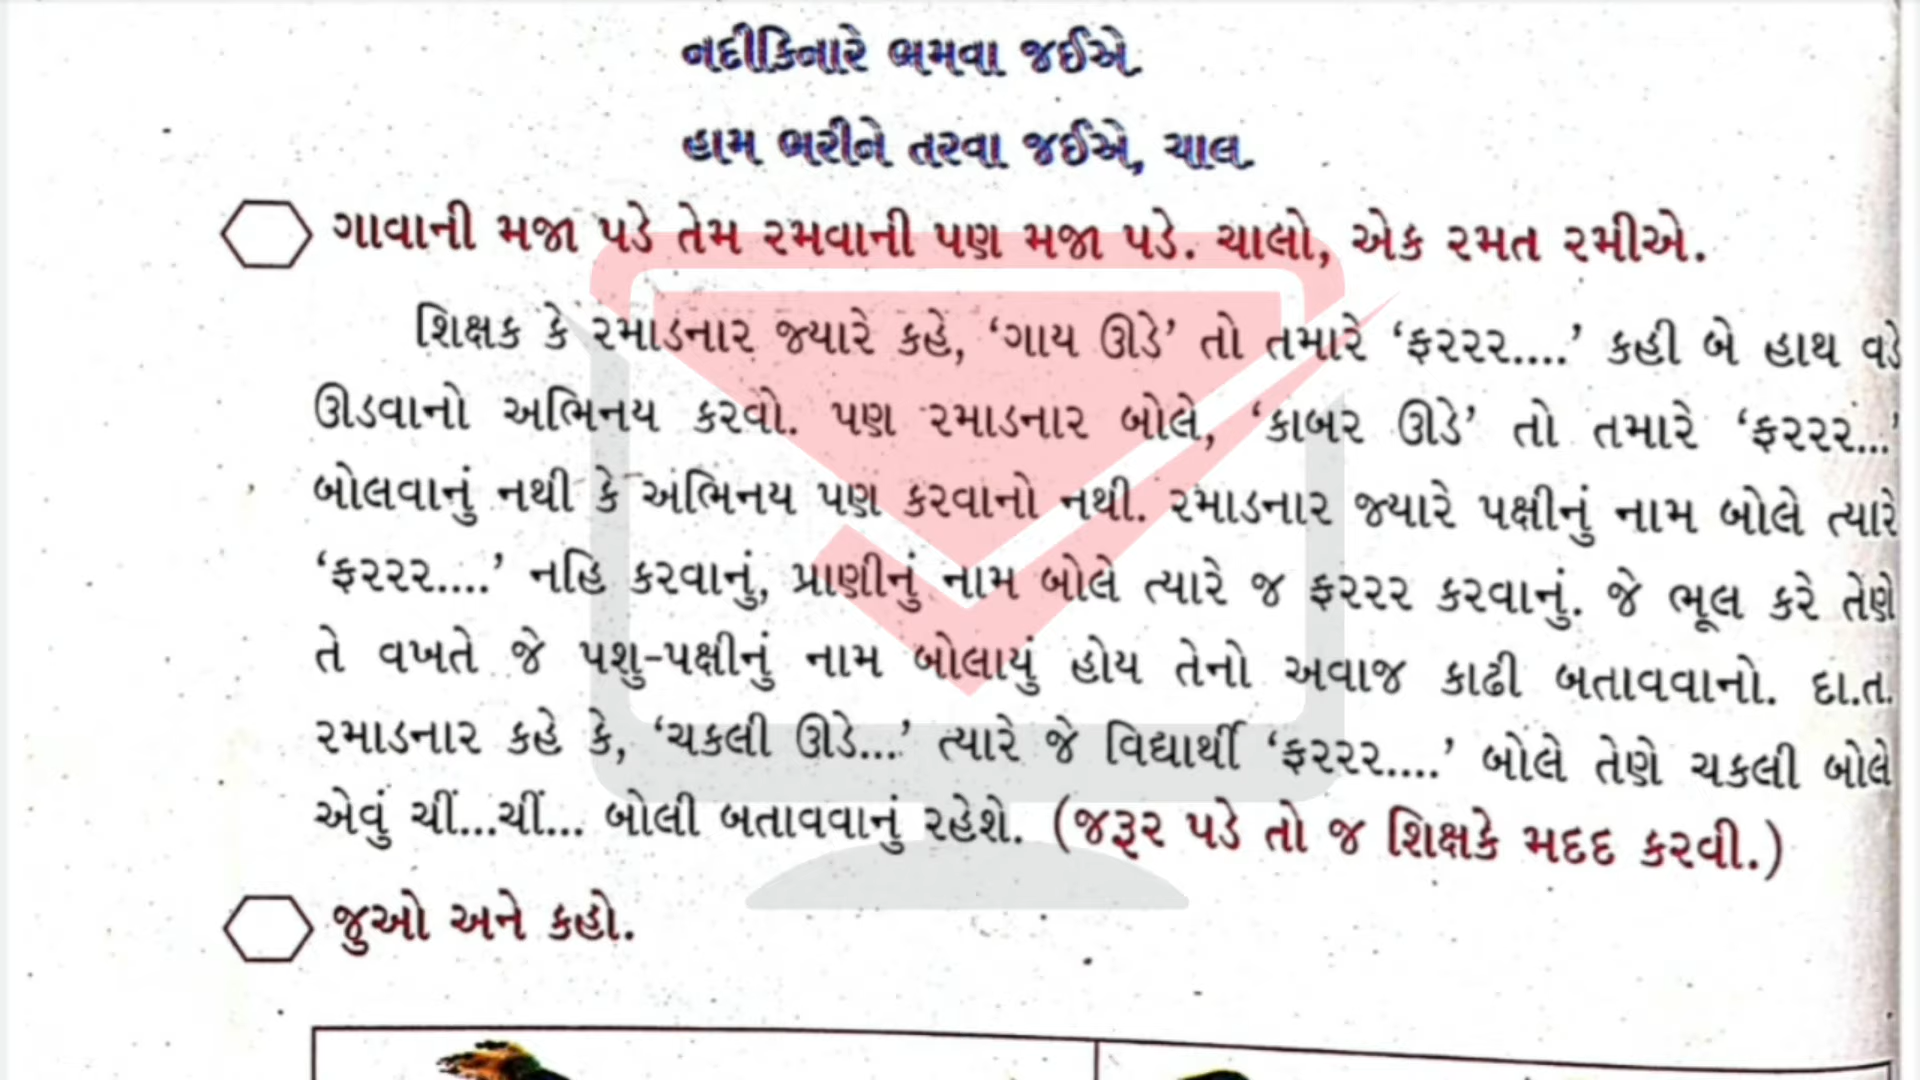 નદીકિનારે ભમવા જઈએ.
હામ ભરીને તરવા જઈએ, ચાલ.
ગાવાની મજા પડે તેમ રમવાની પણ મજા પડે. ચાલો, એક રમત રમીએ.
શિક્ષક કે રમાડનાર જ્યારે કહે, ‘ગાય ઊડે’ તો તમારે ‘ફરરર....’ કહી બે હાથ વડે
ઊડવાનો અભિનય કરવો. પણ રમાડનાર બોલે, ‘કાબર ઊડે’ તો તમારે ‘ફરરર...’
બોલવાનું નથી કે અભિનય પણ કરવાનો નથી. રમાડનાર જ્યારે પક્ષીનું નામ બોલે ત્યારે
‘ફરરર....’ નહિ કરવાનું, પ્રાણીનું નામ બોલે ત્યારે જ ફરરર કરવાનું. જે ભૂલ કરે તેણે
તે વખતે જે પશુ-પક્ષીનું નામ બોલાયું હોય તેનો અવાજ કાઢી બતાવવાનો. દા.ત.
રમાડનાર કહે કે, ‘ચકલી ઊડે...’ ત્યારે જે વિદ્યાર્થી ‘ફરરર....’ બોલે તેણે ચકલી બોલે
એવું ચીં...ચીં... બોલી બતાવવાનું રહેશે. (જરૂર પડે તો જ શિક્ષકે મદદ કરવી.)
જુઓ અને કહો.